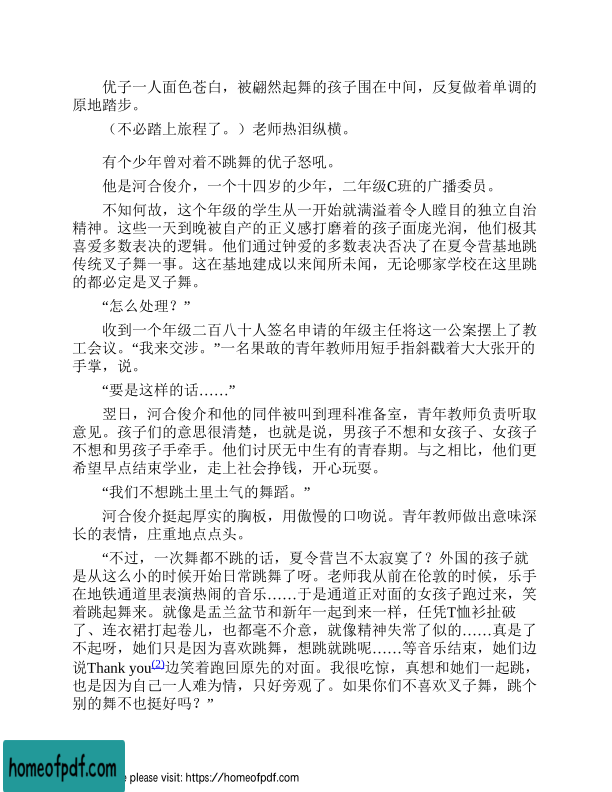 优子一人面色苍白，被翩然起舞的孩子围在中间，反复做着单调的
原地踏步。
（不必踏上旅程了。）老师热泪纵横。
有个少年曾对着不跳舞的优子怒吼。
他是河合俊介，一个十四岁的少年，二年级C班的广播委员。
不知何故，这个年级的学生从一开始就满溢着令人瞠目的独立自治
精神。这些一天到晚被自产的正义感打磨着的孩子面庞光润，他们极其
喜爱多数表决的逻辑。他们通过钟爱的多数表决否决了在夏令营基地跳
传统叉子舞一事。这在基地建成以来闻所未闻，无论哪家学校在这里跳
的都必定是叉子舞。
“怎么处理？”
收到一个年级二百八十人签名申请的年级主任将这一公案摆上了教
工会议。“我来交涉。”一名果敢的青年教师用短手指斜戳着大大张开的
手掌，说。
“要是这样的话……”
翌日，河合俊介和他的同伴被叫到理科准备室，青年教师负责听取
意见。孩子们的意思很清楚，也就是说，男孩子不想和女孩子、女孩子
不想和男孩子手牵手。他们讨厌无中生有的青春期。与之相比，他们更
希望早点结束学业，走上社会挣钱，开心玩耍。
“我们不想跳土里土气的舞蹈。”
河合俊介挺起厚实的胸板，用傲慢的口吻说。青年教师做出意味深
长的表情，庄重地点点头。
“不过，一次舞都不跳的话，夏令营岂不太寂寞了？外国的孩子就
是从这么小的时候开始日常跳舞了呀。老师我从前在伦敦的时候，乐手
在地铁通道里表演热闹的音乐……于是通道正对面的女孩子跑过来，笑
着跳起舞来。就像是盂兰盆节和新年一起到来一样，任凭T恤衫扯破
了、连衣裙打起卷儿，也都毫不介意，就像精神失常了似的……真是了
不起呀，她们只是因为喜欢跳舞，想跳就跳呢……等音乐结束，她们边
说Thank you(2)边笑着跑回原先的对面。我很吃惊，真想和她们一起跳，
也是因为自己一人难为情，只好旁观了。如果你们不喜欢叉子舞，跳个
别的舞不也挺好吗？”
homeofpdf.com
e please visit: https://homeofpdf.com